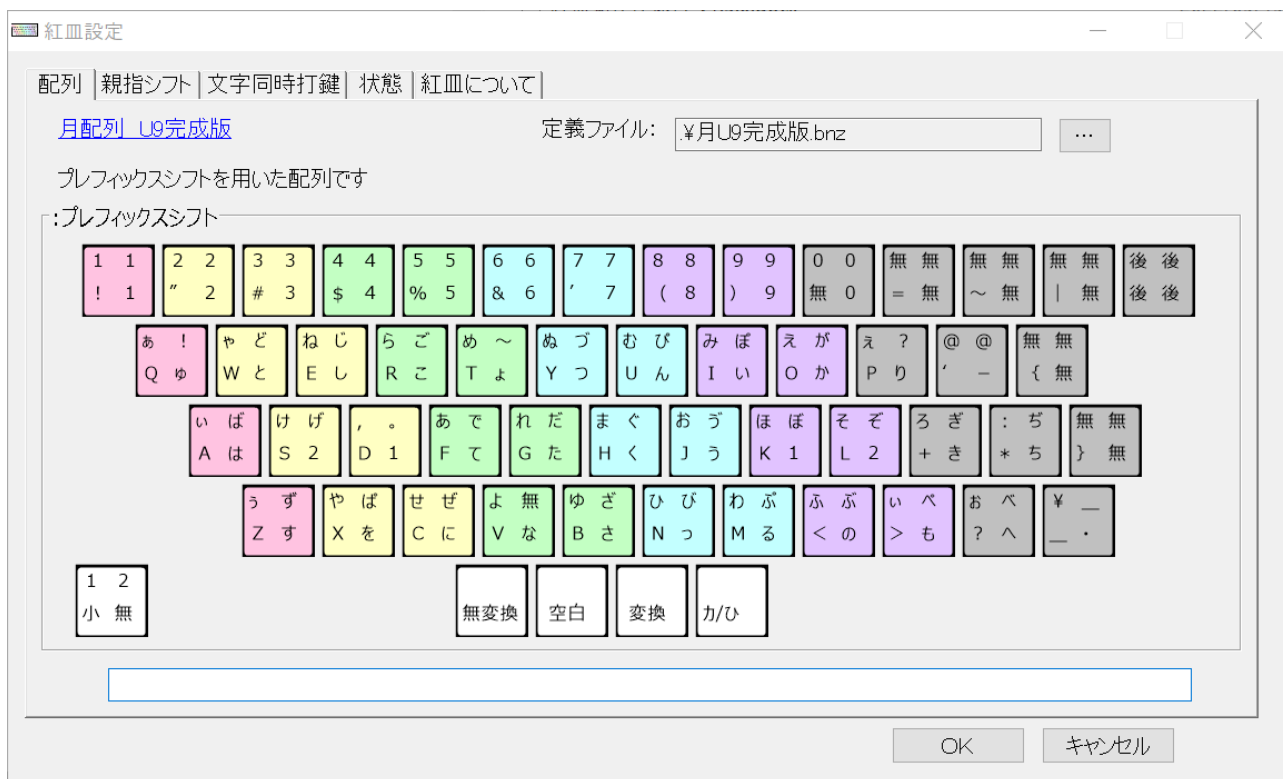 紅皿設定
配列 親指シフト 文字同時打鍵 状態 紅皿について
月配列 U9完成版 定義ファイル: .¥月U9完成版.bnz ...
プレフィックスシフトを用いた配列です
:プレフィックスシフト
1 1 2 2 3 3 4 4 5 5 6 6 7 7 8 8 9 9 0 0 無 無 無 無 無 無 後 後
! 1 ” 2 # 3 $ 4 % 5 & 6 ’ 7 ( 8 ) 9 無 0 = 無 ~ 無 | 無 後 後
ぁ ! ゃ ど ね じ ら ご め ~ ぬ づ む ぴ み ぽ え が ぇ ? @ @ 無 無
Q ゅ W と E し R こ T ょ Y つ U ん I い O か P り ‘ − { 無
ぃ ば け げ , 。 あ で れ だ ま ぐ お ゔ ほ ぼ そ ぞ ろ ぎ : ぢ 無 無
A は S 2 D 1 F て G た H く J う K 1 L 2 + き * ち } 無
ぅ ず や ば せ ぜ よ 無 ゆ ざ ひ び わ ぷ ふ ぶ ぃ ペ ぉ べ ¥ __
Z す X を C に V な B さ N っ M る < の > も ? へ __ ・
1 2
小 無 無変換 空白 変換 カ/ひ
OK キャンセル